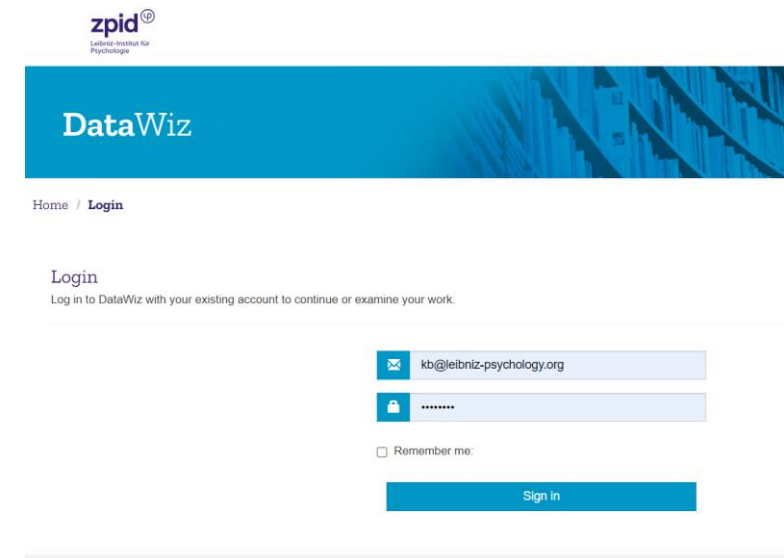 zpid
Leibniz-Institut für
Psychologie
DataWiz
Home / Login
Login
Log in to DataWiz with your existing account to continue or examine your work.
kb@leibniz-psychology.org
••••••••
Remember me:
Sign in